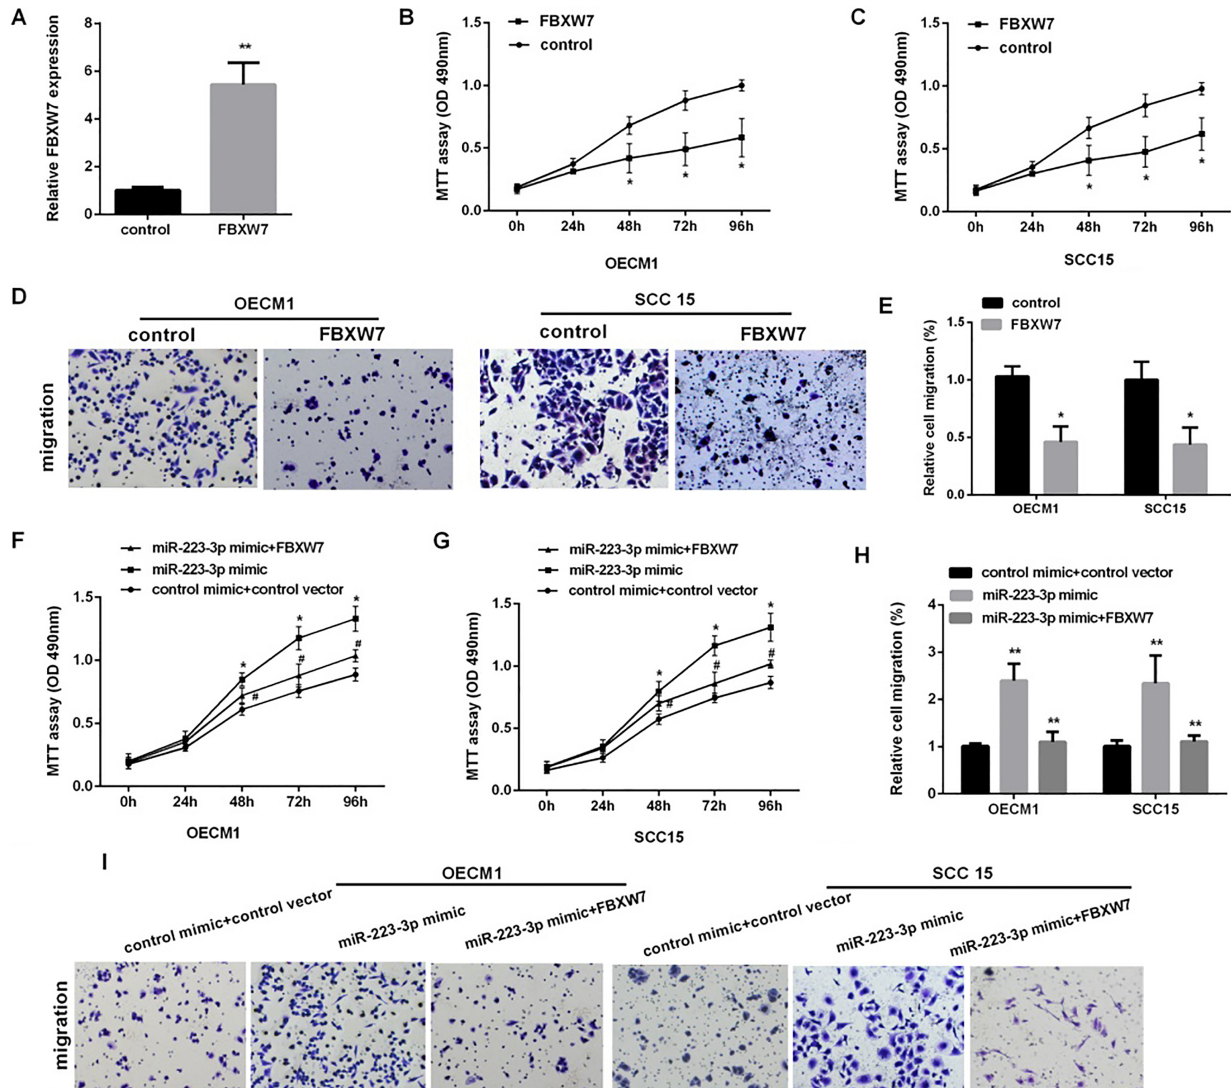 A
Relative FBXW7 expression
8
6
4
2
0
**
control
FBXW7
B
FBXW7
control
MTT assay (OD 490nm)
1.5
1.0
0.5
0.0
*
*
*
0h
24h
48h
72h
96h
OECM1
C
FBXW7
control
MTT assay (OD 490nm)
1.5
1.0
0.5
0.0
*
*
*
0h
24h
48h
72h
96h
SCC15
D
OECM1
control
FBXW7
SCC 15
control
FBXW7
migration
E
control
FBXW7
Relative cell migration (%)
1.5
1.0
0.5
0.0
*
*
OECM1
SCC15
F
miR-223-3p mimic+FBXW7
miR-223-3p mimic
control mimic+control vector
MTT assay (OD 490nm)
1.5
1.0
0.5
0.0
*
*
*
#
#
#
0h
24h
48h
72h
96h
OECM1
G
miR-223-3p mimic+FBXW7
miR-223-3p mimic
control mimic+control vector
MTT assay (OD 490nm)
1.5
1.0
0.5
0.0
*
*
*
#
#
#
0h
24h
48h
72h
96h
SCC15
H
control mimic+control vector
miR-223-3p mimic
miR-223-3p mimic+FBXW7
Relative cell migration (%)
4
3
2
1
0
**
**
**
**
OECM1
SCC15
I
OECM1
control mimic+control vector
miR-223-3p mimic
miR-223-3p mimic+FBXW7
SCC 15
control mimic+control vector
miR-223-3p mimic
miR-223-3p mimic+FBXW7
migration